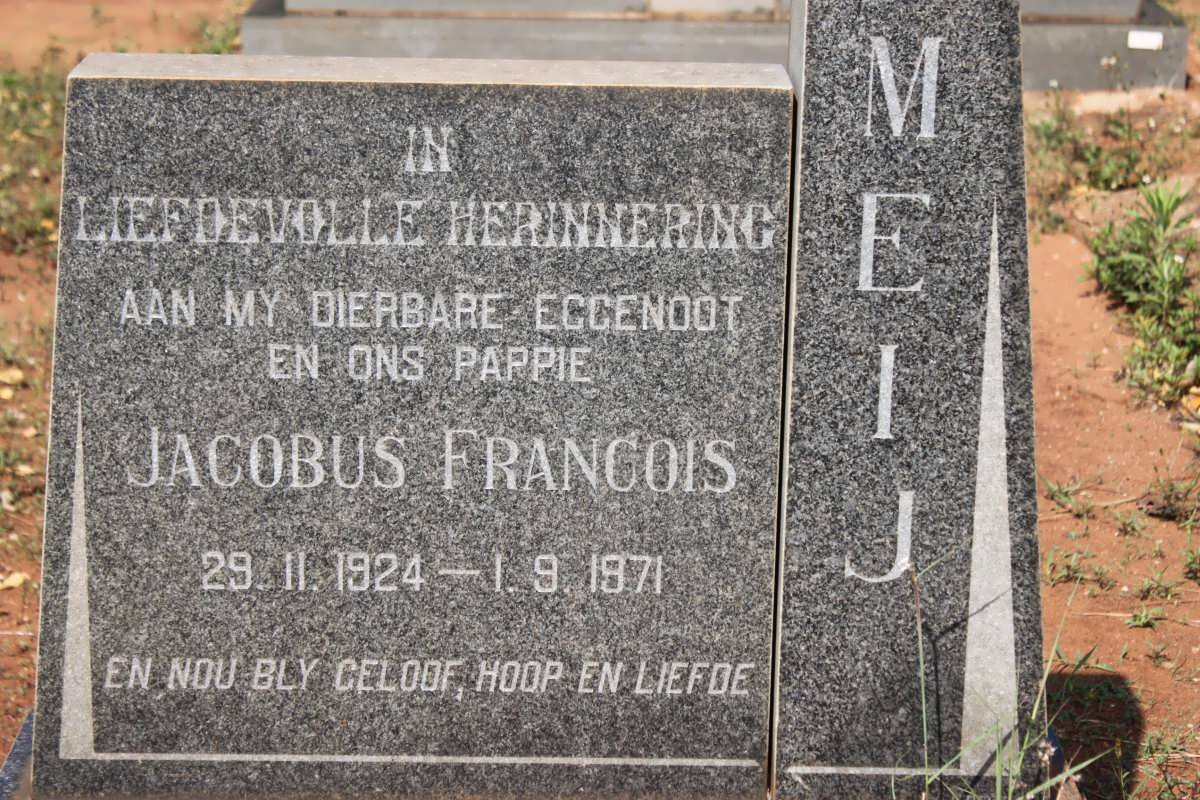 IN
LIEFDEVOLLE HERINNERING
AAN MY DIERBARE EGGENOOT
EN ONS PAPPIE
JACOBUS FRANCOIS
29. 11. 1924 — 1. 9. 1971
EN NOU BLY GELOOF, HOOP EN LIEFDE
MEIJ